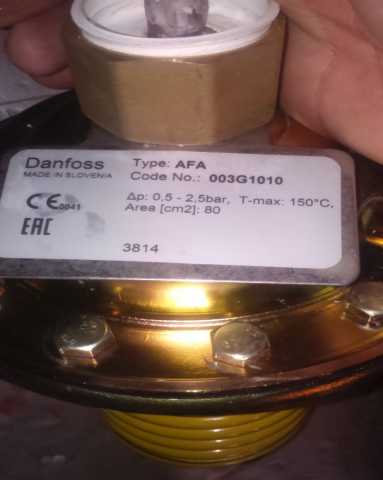 Danfoss
MADE IN SLOVENIA
Type: AFA
Code No.: 003G1010
CE 0041
Δp: 0,5 - 2,5bar, T-max: 150°C,
Area [cm2]: 80
EAC
3814